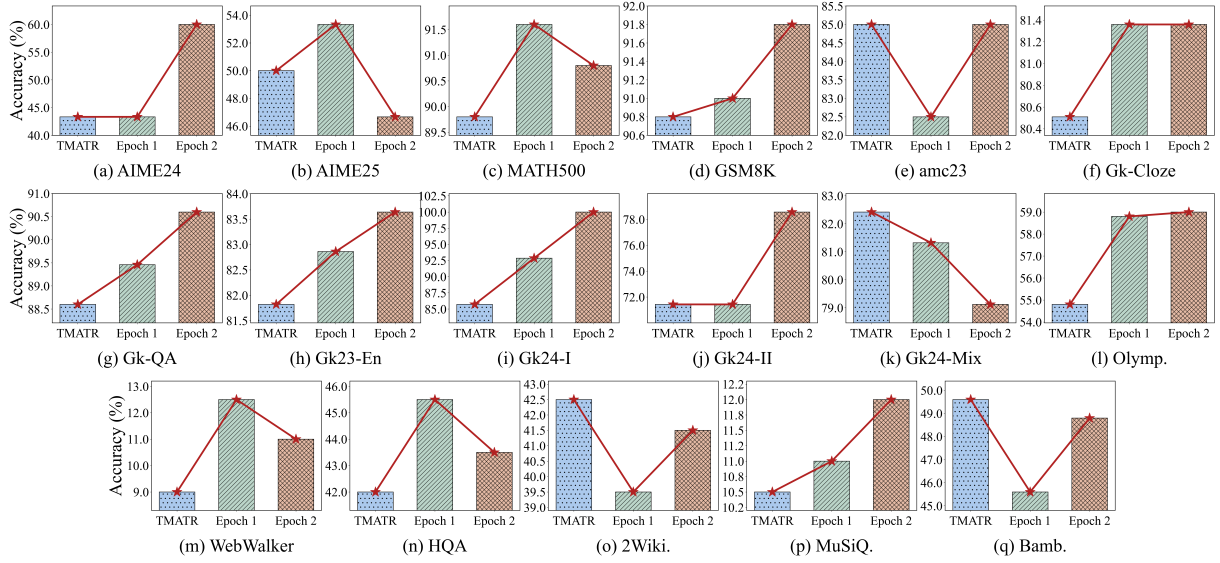 Accuracy (%)
60.0
55.0
50.0
45.0
40.0
TMATR Epoch 1 Epoch 2
(a) AIME24
54.0
52.0
50.0
48.0
46.0
TMATR Epoch 1 Epoch 2
(b) AIME25
91.5
91.0
90.5
90.0
89.5
TMATR Epoch 1 Epoch 2
(c) MATH500
92.0
91.8
91.6
91.4
91.2
91.0
90.8
90.6
TMATR Epoch 1 Epoch 2
(d) GSM8K
85.5
85.0
84.5
84.0
83.5
83.0
82.5
82.0
TMATR Epoch 1 Epoch 2
(e) amc23
81.4
81.2
81.0
80.8
80.6
80.4
TMATR Epoch 1 Epoch 2
(f) Gk-Cloze
Accuracy (%)
91.0
90.5
90.0
89.5
89.0
88.5
TMATR Epoch 1 Epoch 2
(g) Gk-QA
84.0
83.5
83.0
82.5
82.0
81.5
TMATR Epoch 1 Epoch 2
(h) Gk23-En
100.0
97.5
95.0
92.5
90.0
87.5
85.0
TMATR Epoch 1 Epoch 2
(i) Gk24-I
78.0
76.0
74.0
72.0
TMATR Epoch 1 Epoch 2
(j) Gk24-II
83.0
82.0
81.0
80.0
79.0
TMATR Epoch 1 Epoch 2
(k) Gk24-Mix
59.0
58.0
57.0
56.0
55.0
54.0
TMATR Epoch 1 Epoch 2
(l) Olymp.
Accuracy (%)
13.0
12.0
11.0
10.0
9.0
TMATR Epoch 1 Epoch 2
(m) WebWalker
46.0
45.0
44.0
43.0
42.0
TMATR Epoch 1 Epoch 2
(n) HQA
43.0
42.5
42.0
41.5
41.0
40.5
40.0
39.5
39.0
TMATR Epoch 1 Epoch 2
(o) 2Wiki.
12.2
12.0
11.8
11.5
11.2
11.0
10.8
10.5
10.2
TMATR Epoch 1 Epoch 2
(p) MuSiQ.
50.0
49.0
48.0
47.0
46.0
45.0
TMATR Epoch 1 Epoch 2
(q) Bamb.